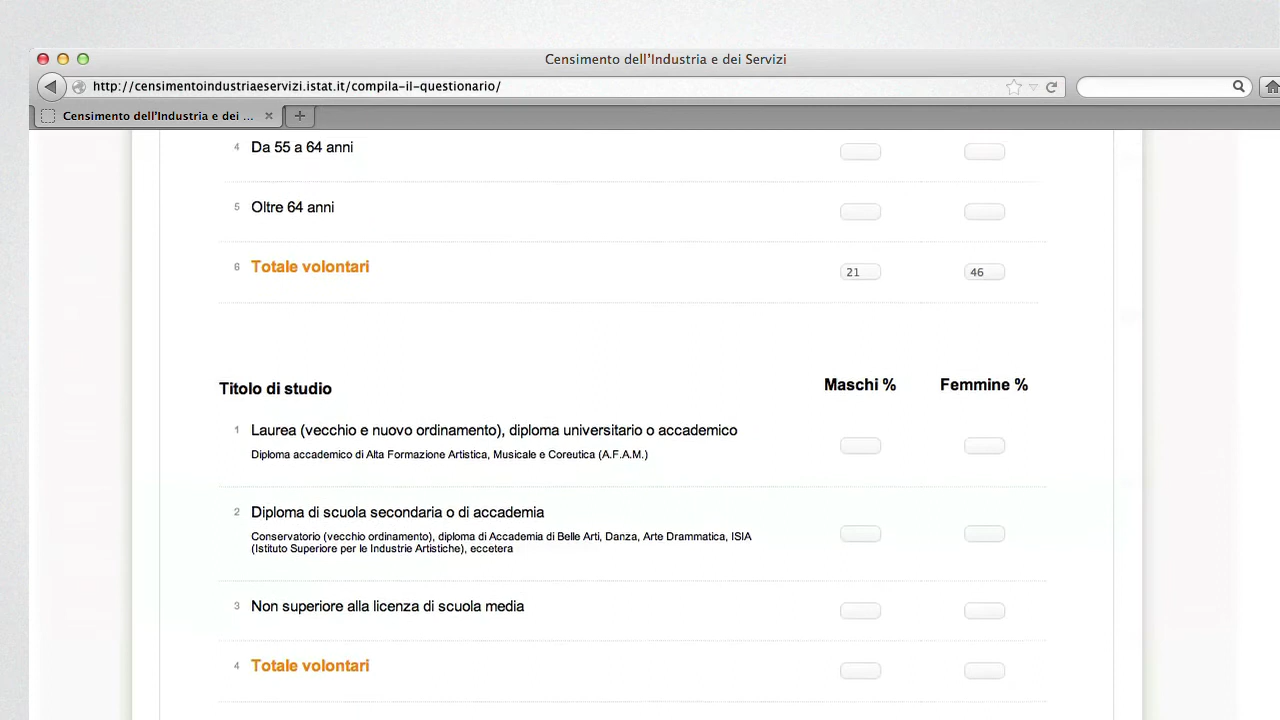 Censimento dell'Industria e dei Servizi
http://censimentoindustriaeservizi.istat.it/compila-il-questionario/
Censimento dell'Industria e dei ...
4 Da 55 a 64 anni
5 Oltre 64 anni
6 Totale volontari 21 46
Titolo di studio Maschi % Femmine %
1 Laurea (vecchio e nuovo ordinamento), diploma universitario o accademico
Diploma accademico di Alta Formazione Artistica, Musicale e Coreutica (A.F.A.M.)
2 Diploma di scuola secondaria o di accademia
Conservatorio (vecchio ordinamento), diploma di Accademia di Belle Arti, Danza, Arte Drammatica, ISIA
(Istituto Superiore per le Industrie Artistiche), eccetera
3 Non superiore alla licenza di scuola media
4 Totale volontari